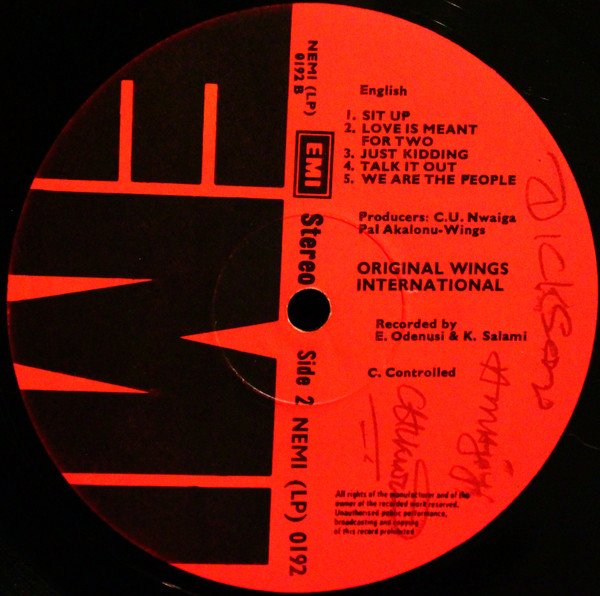 NEMI (LP)
0192 B
EMI
Stereo
Side 2 NEMI (LP) 0192
English
1. SIT UP
2. LOVE IS MEANT
FOR TWO
3. JUST KIDDING
4. TALK IT OUT
5. WE ARE THE PEOPLE
Producers: C.U. Nwaiga
Pal Akalonu-Wings
ORIGINAL WINGS
INTERNATIONAL
Recorded by
E. Odenusi & K. Salami
C. Controlled
All rights of the manufacturer and of the
owner of the recorded work reserved.
Unauthorised public performance,
broadcasting and copying
of this record prohibited
DICKSON
EMI